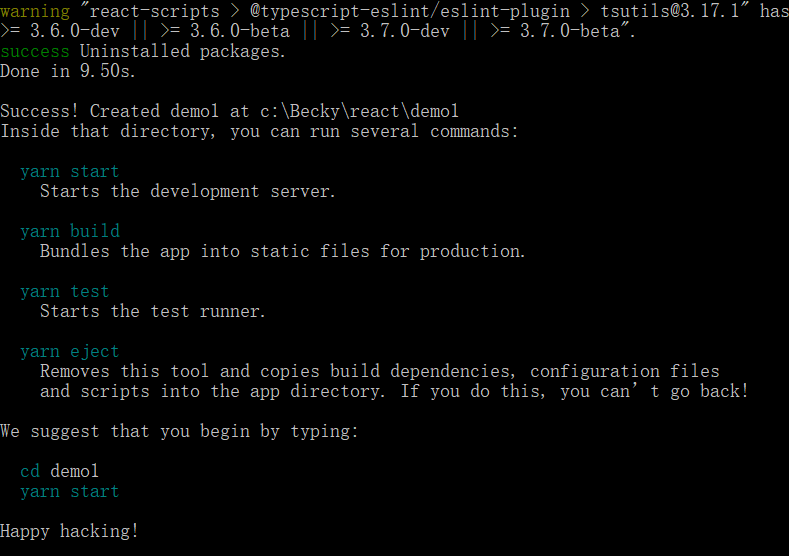 warning "react-scripts > @typescript-eslint/eslint-plugin > tsutils@3.17.1" has
>= 3.6.0-dev || >= 3.6.0-beta || >= 3.7.0-dev || >= 3.7.0-beta".
success Uninstalled packages.
Done in 9.50s.
Success! Created demo1 at c:\Becky\react\demo1
Inside that directory, you can run several commands:
yarn start
Starts the development server.
yarn build
Bundles the app into static files for production.
yarn test
Starts the test runner.
yarn eject
Removes this tool and copies build dependencies, configuration files
and scripts into the app directory. If you do this, you can’t go back!
We suggest that you begin by typing:
cd demo1
yarn start
Happy hacking!